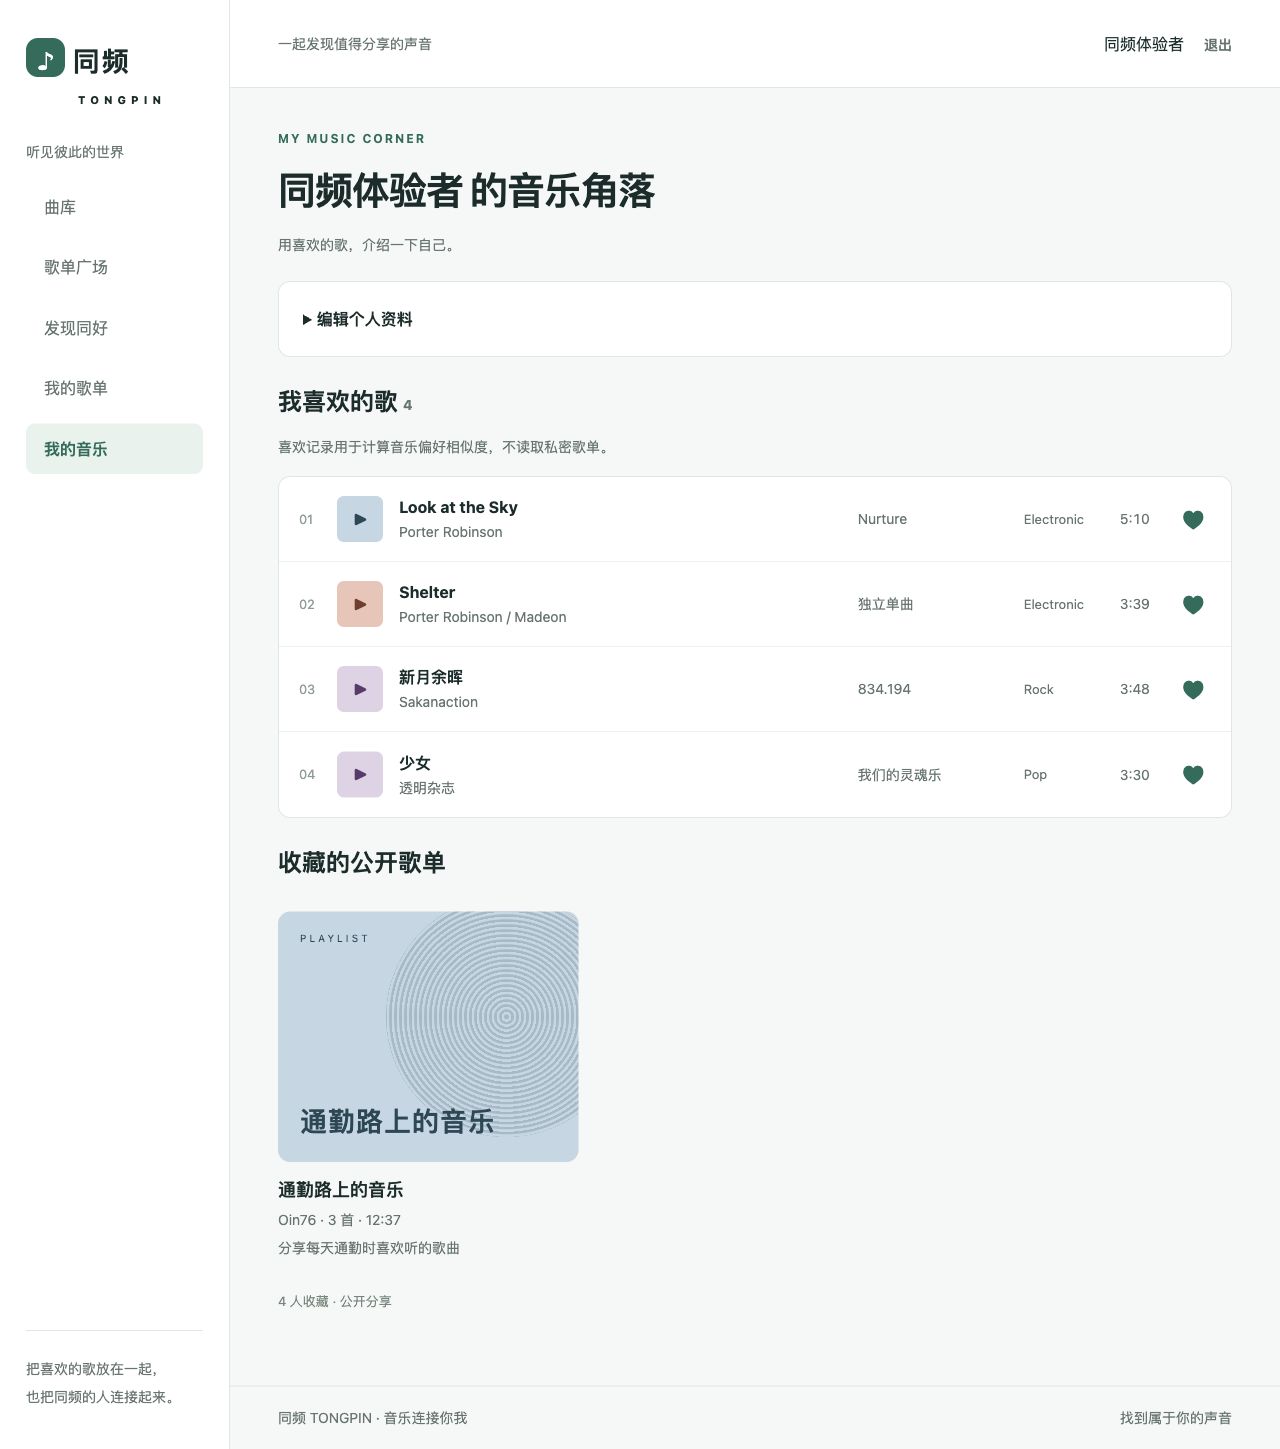 同频
TONGPIN
听见彼此的世界
曲库
歌单广场
发现同好
我的歌单
我的音乐
把喜欢的歌放在一起，
也把同频的人连接起来。
一起发现值得分享的声音
同频体验者 退出
MY MUSIC CORNER
同频体验者 的音乐角落
用喜欢的歌，介绍一下自己。
编辑个人资料
我喜欢的歌 4
喜欢记录用于计算音乐偏好相似度，不读取私密歌单。
01 Look at the Sky Nurture Electronic 5:10
Porter Robinson
02 Shelter 独立单曲 Electronic 3:39
Porter Robinson / Madeon
03 新月余晖 834.194 Rock 3:48
Sakanaction
04 少女 我们的灵魂乐 Pop 3:30
透明杂志
收藏的公开歌单
PLAYLIST
通勤路上的音乐
通勤路上的音乐
Oin76 · 3 首 · 12:37
分享每天通勤时喜欢听的歌曲
4 人收藏 · 公开分享
同频 TONGPIN · 音乐连接你我
找到属于你的声音